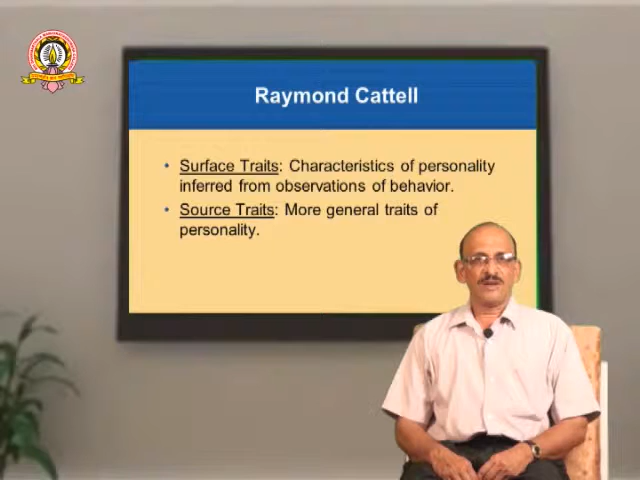 Raymond Cattell
• Surface Traits: Characteristics of personality
inferred from observations of behavior.
• Source Traits: More general traits of
personality.